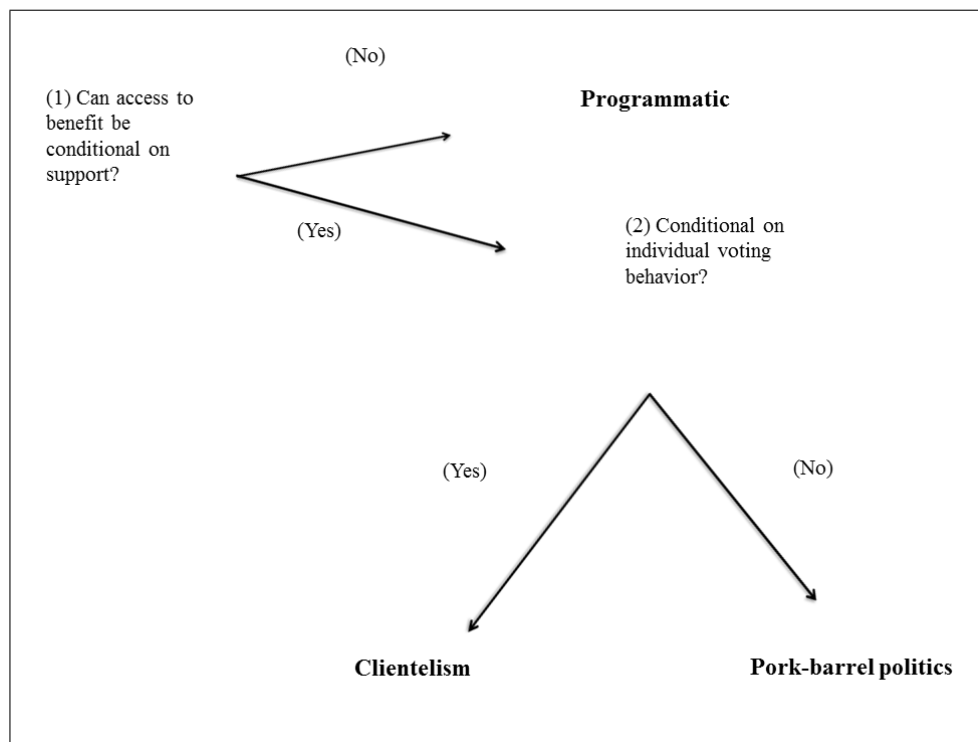 (No)
(1) Can access to
benefit be
conditional on
support?
Programmatic
(Yes)
(2) Conditional on
individual voting
behavior?
(Yes)
(No)
Clientelism
Pork-barrel politics